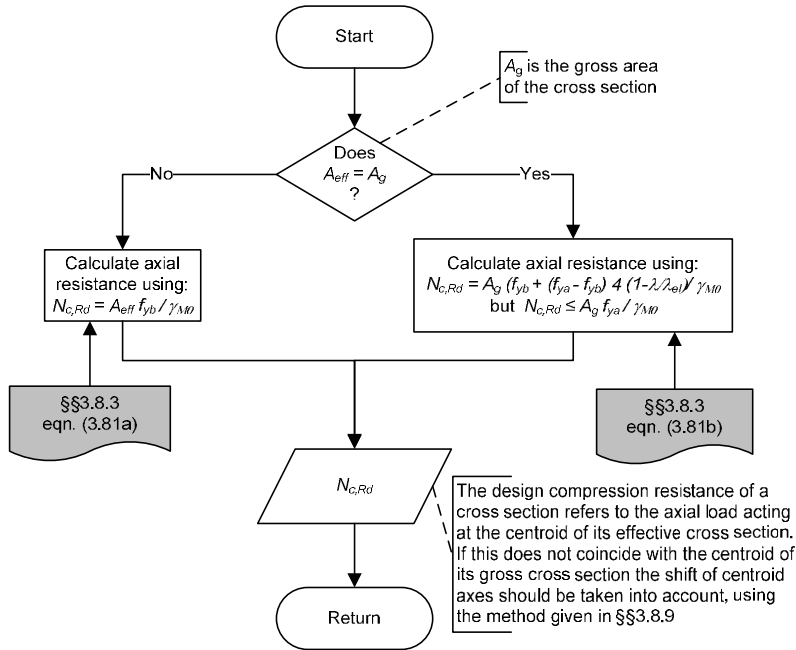 Start
A_g is the gross area
of the cross section
Does
A_eff = A_g
?
No
Yes
Calculate axial
resistance using:
N_c,Rd = A_eff f_yb / γ_M0
Calculate axial resistance using:
N_c,Rd = A_g (f_yb + (f_ya - f_yb) 4 (1-λ/λ_el)/ γ_M0
but N_c,Rd ≤ A_g f_ya / γ_M0
§§3.8.3
eqn. (3.81a)
§§3.8.3
eqn. (3.81b)
N_c,Rd
The design compression resistance of a
cross section refers to the axial load acting
at the centroid of its effective cross section.
If this does not coincide with the centroid of
its gross cross section the shift of centroid
axes should be taken into account, using
the method given in §§3.8.9
Return